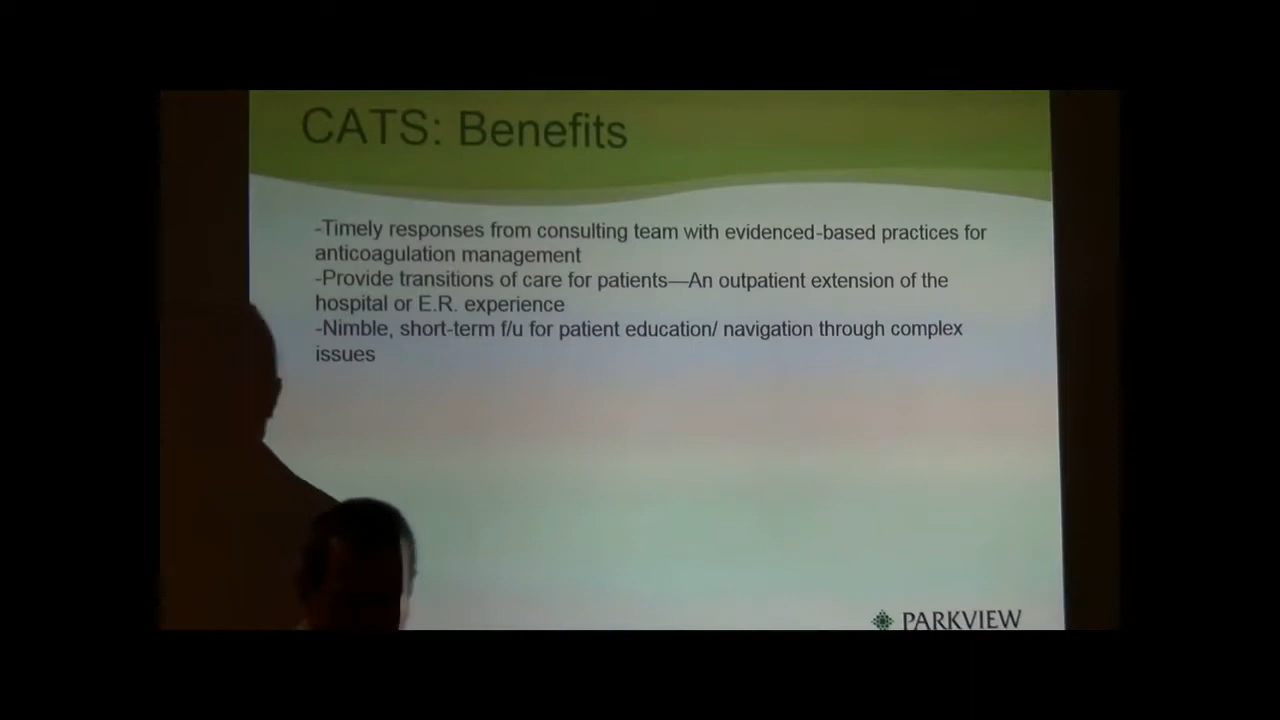 CATS: Benefits
-Timely responses from consulting team with evidenced-based practices for
anticoagulation management
-Provide transitions of care for patients—An outpatient extension of the
hospital or E.R. experience
-Nimble, short-term f/u for patient education/ navigation through complex
issues
PARKVIEW